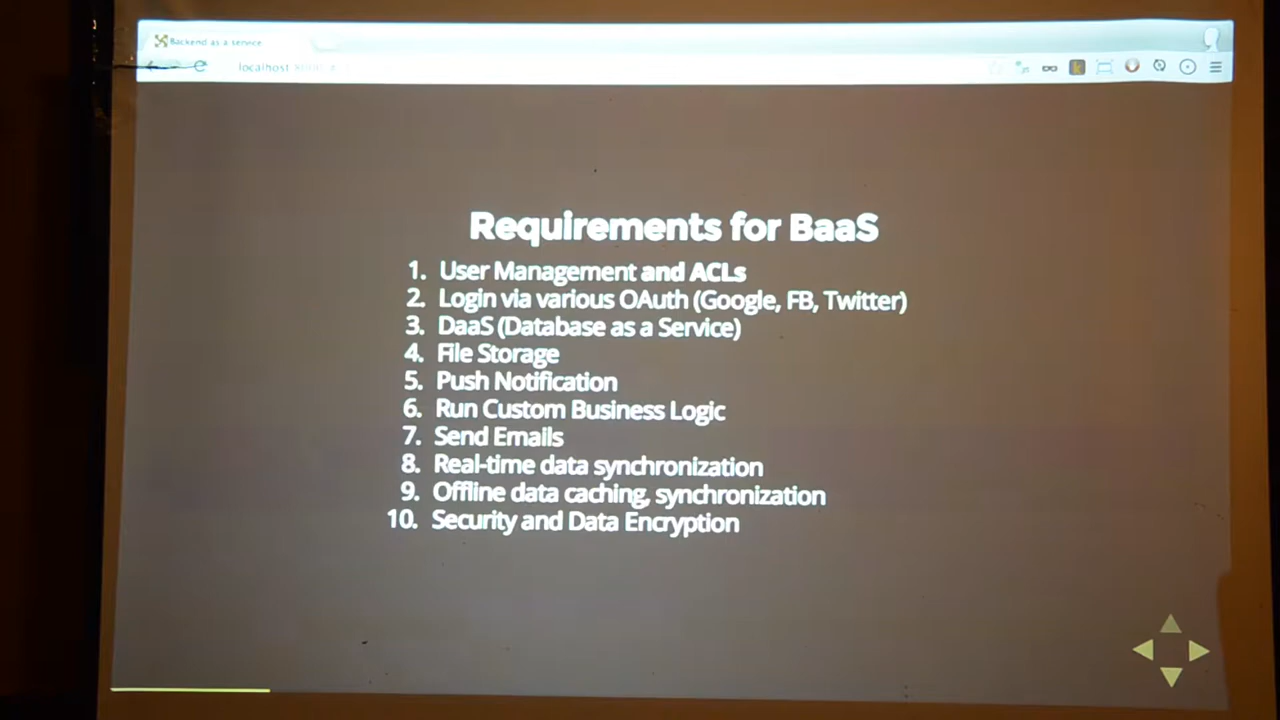 Backend as a service
localhost
Requirements for BaaS
1. User Management and ACLs
2. Login via various OAuth (Google, FB, Twitter)
3. DaaS (Database as a Service)
4. File Storage
5. Push Notification
6. Run Custom Business Logic
7. Send Emails
8. Real-time data synchronization
9. Offline data caching, synchronization
10. Security and Data Encryption